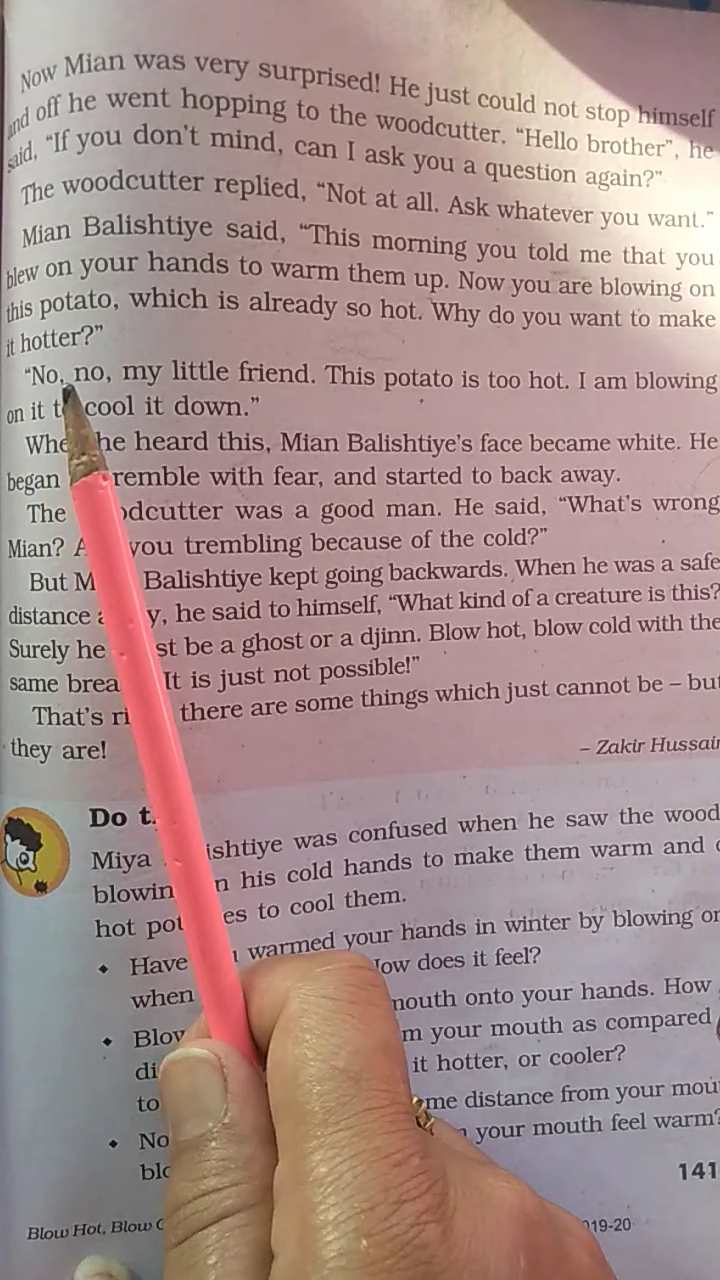 Now Mian was very surprised! He just could not stop himself
and off he went hopping to the woodcutter. “Hello brother”, he
said, “If you don’t mind, can I ask you a question again?”
The woodcutter replied, “Not at all. Ask whatever you want.”
Mian Balishtiye said, “This morning you told me that you
blew on your hands to warm them up. Now you are blowing on
this potato, which is already so hot. Why do you want to make
it hotter?”
“No, no, my little friend. This potato is too hot. I am blowing
on it to cool it down.”
When he heard this, Mian Balishtiye’s face became white. He
began tremble with fear, and started to back away.
The woodcutter was a good man. He said, “What’s wrong
Mian? you trembling because of the cold?”
But Balishtiye kept going backwards. When he was a safe
distance he said to himself, “What kind of a creature is this?
Surely he be a ghost or a djinn. Blow hot, blow cold with the
same It is just not possible!”
That’s there are some things which just cannot be – but
they are!
– Zakir Hussain
Do
Miya was confused when he saw the wood
his cold hands to make them warm and
hot to cool them.
• Have warmed your hands in winter by blowing
when How does it feel?
• mouth onto your hands. How
your mouth as compared
to it hotter, or cooler?
distance from your
• your mouth feel warm?
141
Blow Hot, Blow